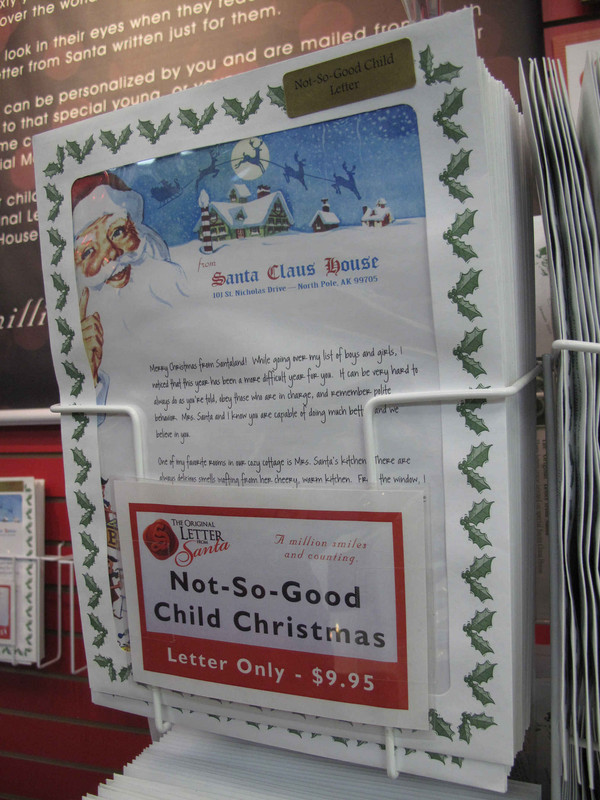 over the wor
look in their eyes when they re
etter from Santa written just for them.
can be personalized by you and are mailed fro
to that special young, or
Not-So-Good Child
Letter
from
Santa Claus House
101 St. Nicholas Drive — North Pole, AK 99705
Merry Christmas from Santaland! While going over my list of boys and girls, I
noticed that this year has been a more difficult year for you. It can be very hard to
always do as you're told, obey those who are in charge, and remember polite
behavior. Mrs. Santa and I know you are capable of doing much bett and we
believe in you.
One of my favorite rooms in our cozy cottage is Mrs. Santa's kitchen. There are
always delicious smells wafting from her cheery, warm kitchen. Fr the window, I
The Original
Letter
from
Santa
A million smiles
and counting.
Not-So-Good
Child Christmas
Letter Only - $9.95